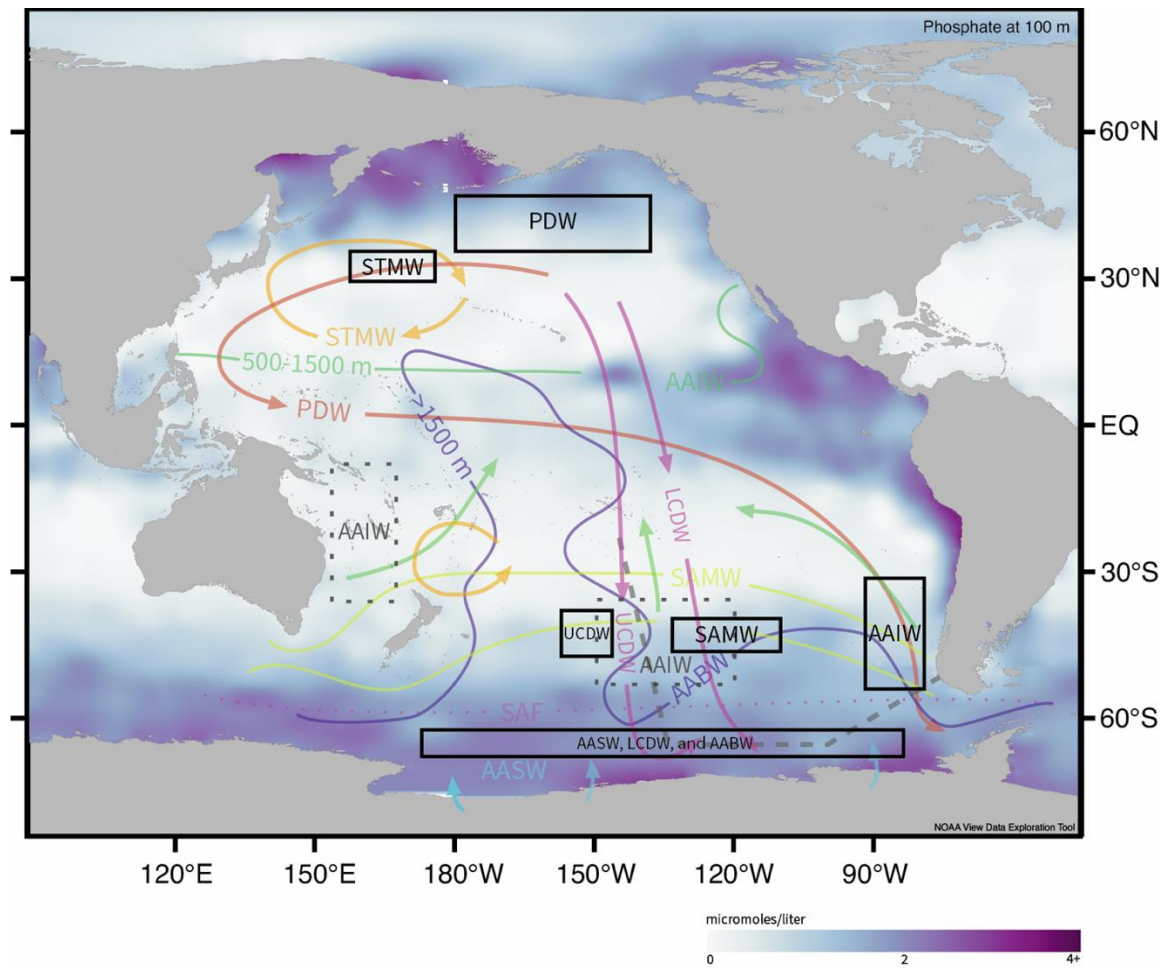 Phosphate at 100 m
60°N
PDW
STMW
30°N
STMW
500-1500 m
AAIW
PDW
EQ
>1500 m
LCDW
AAIW
30°S
SAMW
UCDW
UCDW
SAMW
AAIW
AAIW
AABW
SAF
60°S
AASW, LCDW, and AABW
AASW
NOAA View Data Exploration Tool
120°E 150°E 180°W 150°W 120°W 90°W
micromoles/liter
0 2 4+